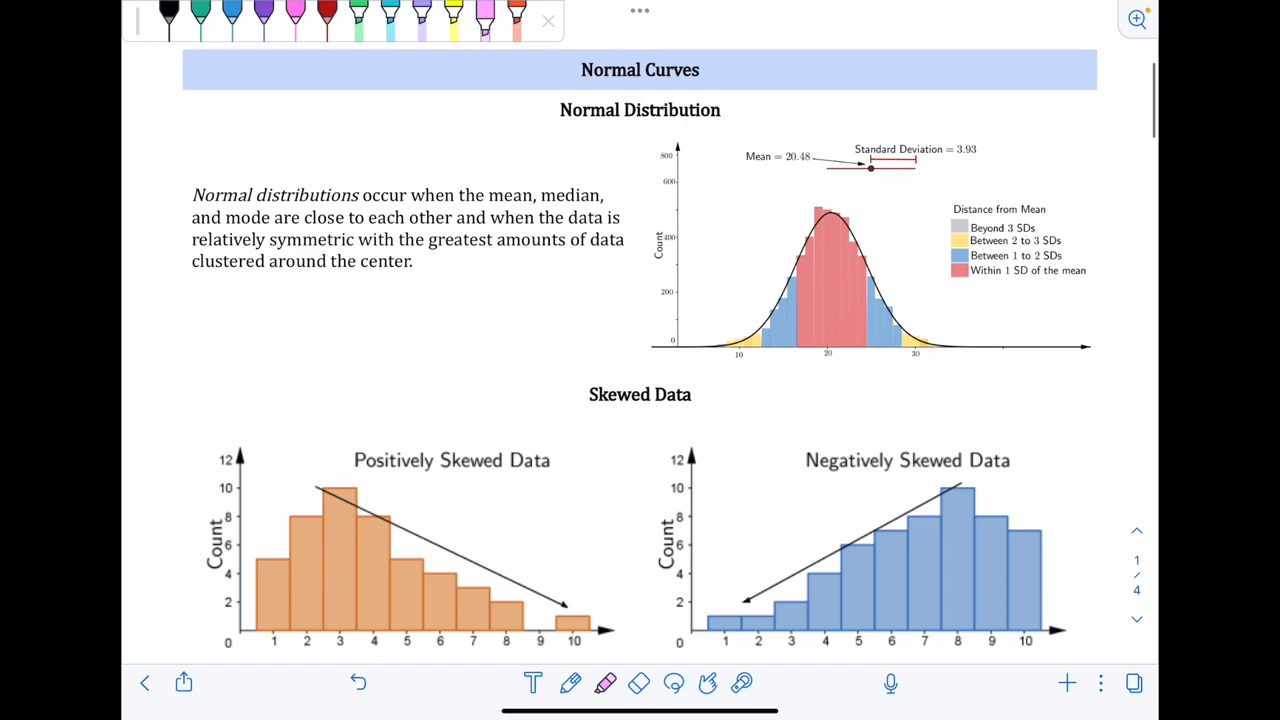 Normal Curves
Normal Distribution
Normal distributions occur when the mean, median,
and mode are close to each other and when the data is
relatively symmetric with the greatest amounts of data
clustered around the center.
Mean = 20.48
Standard Deviation = 3.93
Count
800
600
400
200
0
10 20 30
Distance from Mean
Beyond 3 SDs
Between 2 to 3 SDs
Between 1 to 2 SDs
Within 1 SD of the mean
Skewed Data
Positively Skewed Data
Count
12
10
8
6
4
2
0
1 2 3 4 5 6 7 8 9 10
Negatively Skewed Data
Count
12
10
8
6
4
2
0
1 2 3 4 5 6 7 8 9 10
1
/
4
T